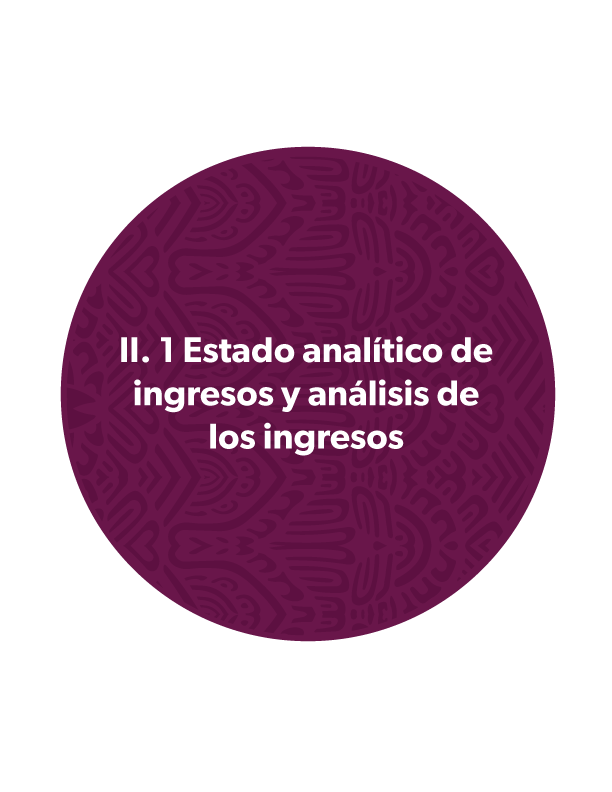 II. 1 Estado analítico de
ingresos y análisis de
los ingresos